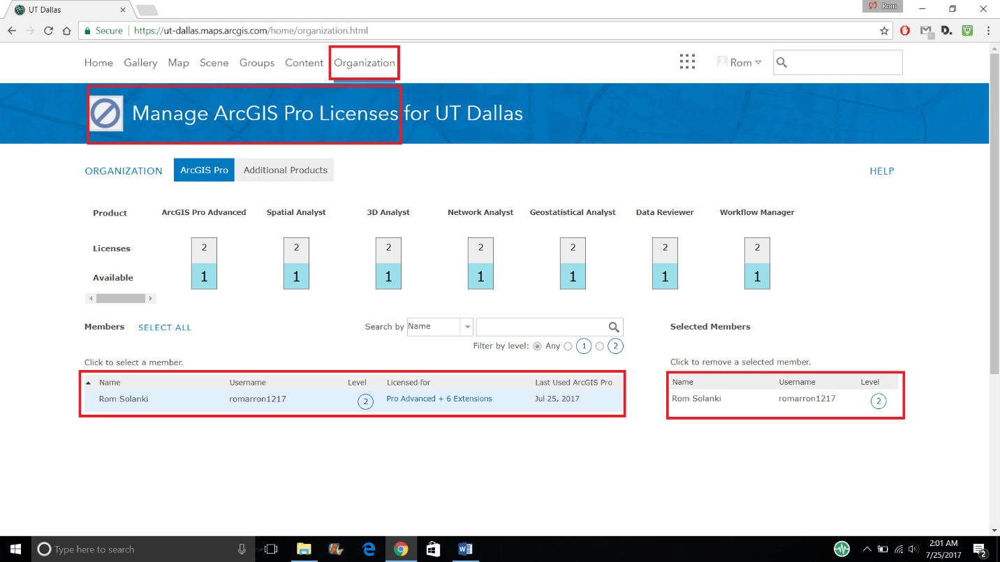 UT Dallas
Rom
Secure https://ut-dallas.maps.arcgis.com/home/organization.html
D.
Home Gallery Map Scene Groups Content Organization
Rom
Manage ArcGIS Pro Licenses for UT Dallas
ORGANIZATION ArcGIS Pro Additional Products HELP
Product ArcGIS Pro Advanced Spatial Analyst 3D Analyst Network Analyst Geostatistical Analyst Data Reviewer Workflow Manager
Licenses 2 2 2 2 2 2 2
Available 1 1 1 1 1 1 1
Members SELECT ALL Search by Name Selected Members
Filter by level: Any 1 2
Click to select a member. Click to remove a selected member.
Name Username Level Licensed for Last Used ArcGIS Pro Name Username Level
Rom Solanki romarron1217 2 Pro Advanced + 6 Extensions Jul 25, 2017 Rom Solanki romarron1217 2
Type here to search
2:01 AM
7/25/2017
2